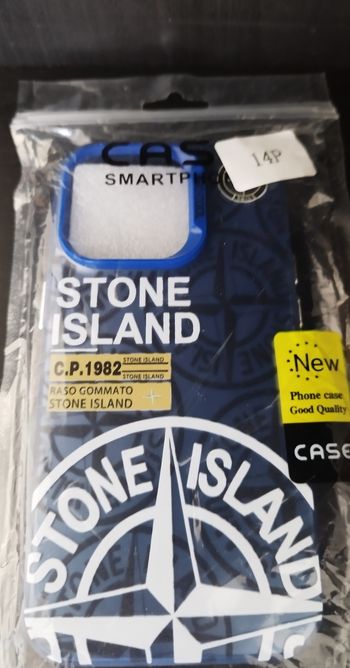 CAS
14P
SMARTPH
STONE
ISLAND
C.P.1982
STONE ISLAND
STONE ISLAND
RASO GOMMATO
STONE ISLAND
New
Phone case
Good Quality
CASE
STONE ISLAND